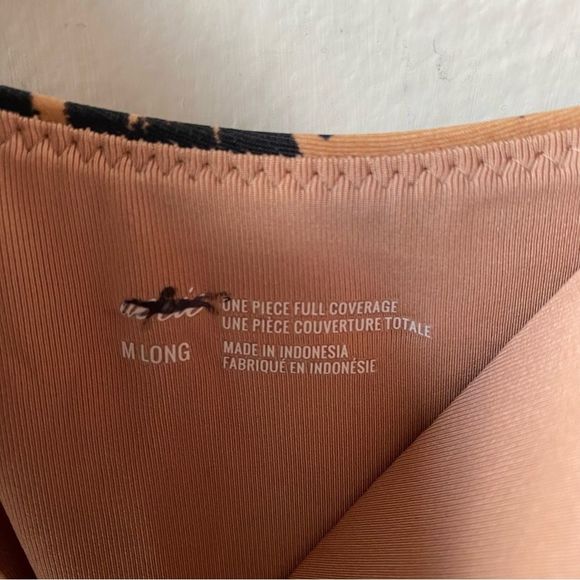 ONE PIECE FULL COVERAGE
UNE PIÈCE COUVERTURE TOTALE
M LONG
MADE IN INDONESIA
FABRIQUÉ EN INDONÉSIE